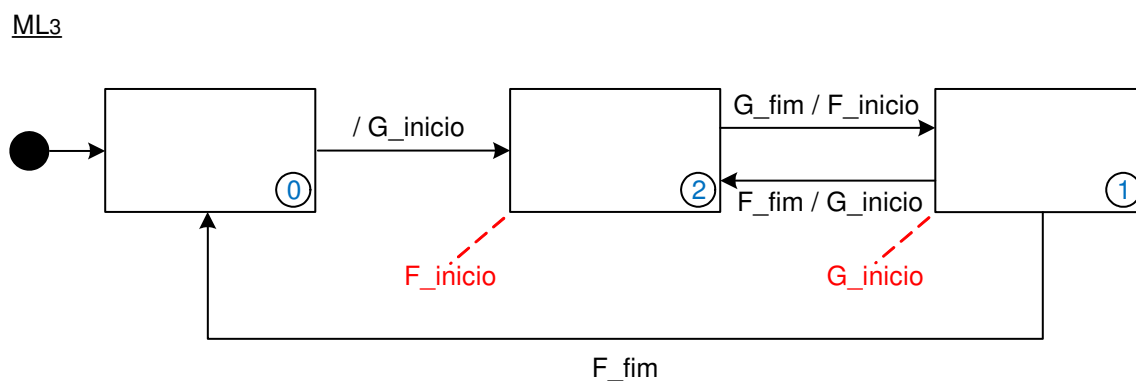 ML3
/ G_inicio
G_fim / F_inicio
0
2
F_fim / G_inicio
1
F_inicio
G_inicio
F_fim